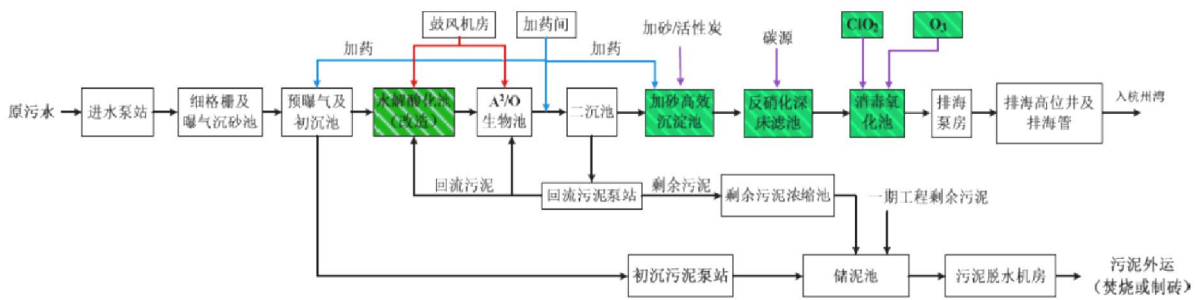 鼓风机房
加药间
加砂/活性炭
碳源
ClO₂
O₃
加药
加药
原污水
进水泵站
细格栅及
曝气沉砂池
预曝气及
初沉池
水解酸化池
（改造）
A²/O
生物池
二沉池
加砂高效
沉淀池
反硝化深
床滤池
消毒氧
化池
排海
泵房
排海高位井及
排海管
入杭州湾
回流污泥
回流污泥泵站
剩余污泥
剩余污泥浓缩池
一期工程剩余污泥
初沉污泥泵站
储泥池
污泥脱水机房
污泥外运
（焚烧或制砖）